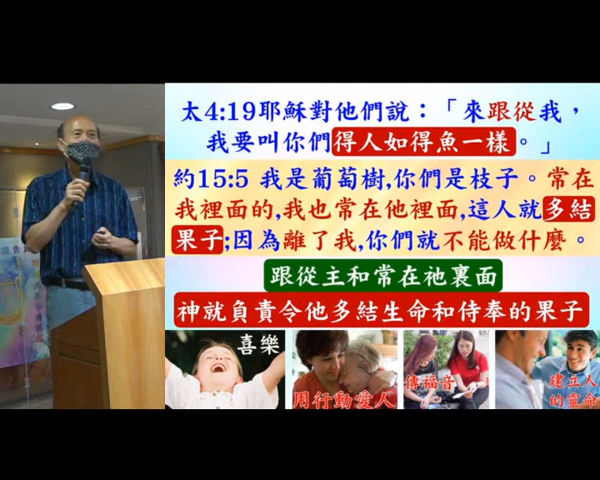 太4:19耶穌對他們說：「來跟從我，
我要叫你們得人如得魚一樣。」
約15:5 我是葡萄樹,你們是枝子。常在
我裡面的,我也常在他裡面,這人就多結
果子;因為離了我,你們就不能做什麼。
跟從主和常在祂裏面
神就負責令他多結生命和侍奉的果子
喜樂
用行動愛人
傳福音
建立人
的靈命